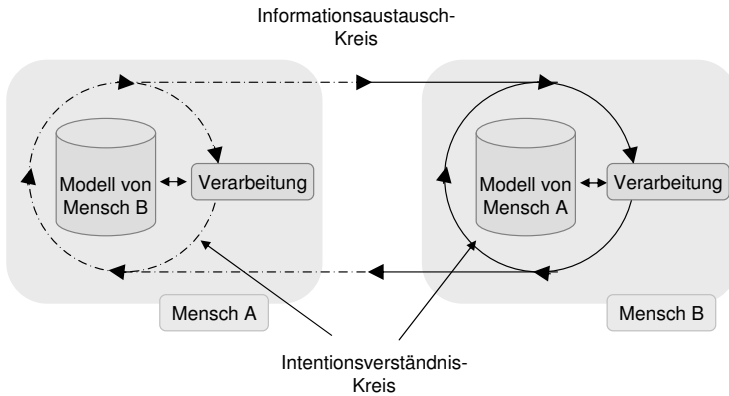 Informationsaustausch-
Kreis
Modell von
Mensch B
Verarbeitung
Modell von
Mensch A
Verarbeitung
Mensch A
Mensch B
Intentionsverständnis-
Kreis